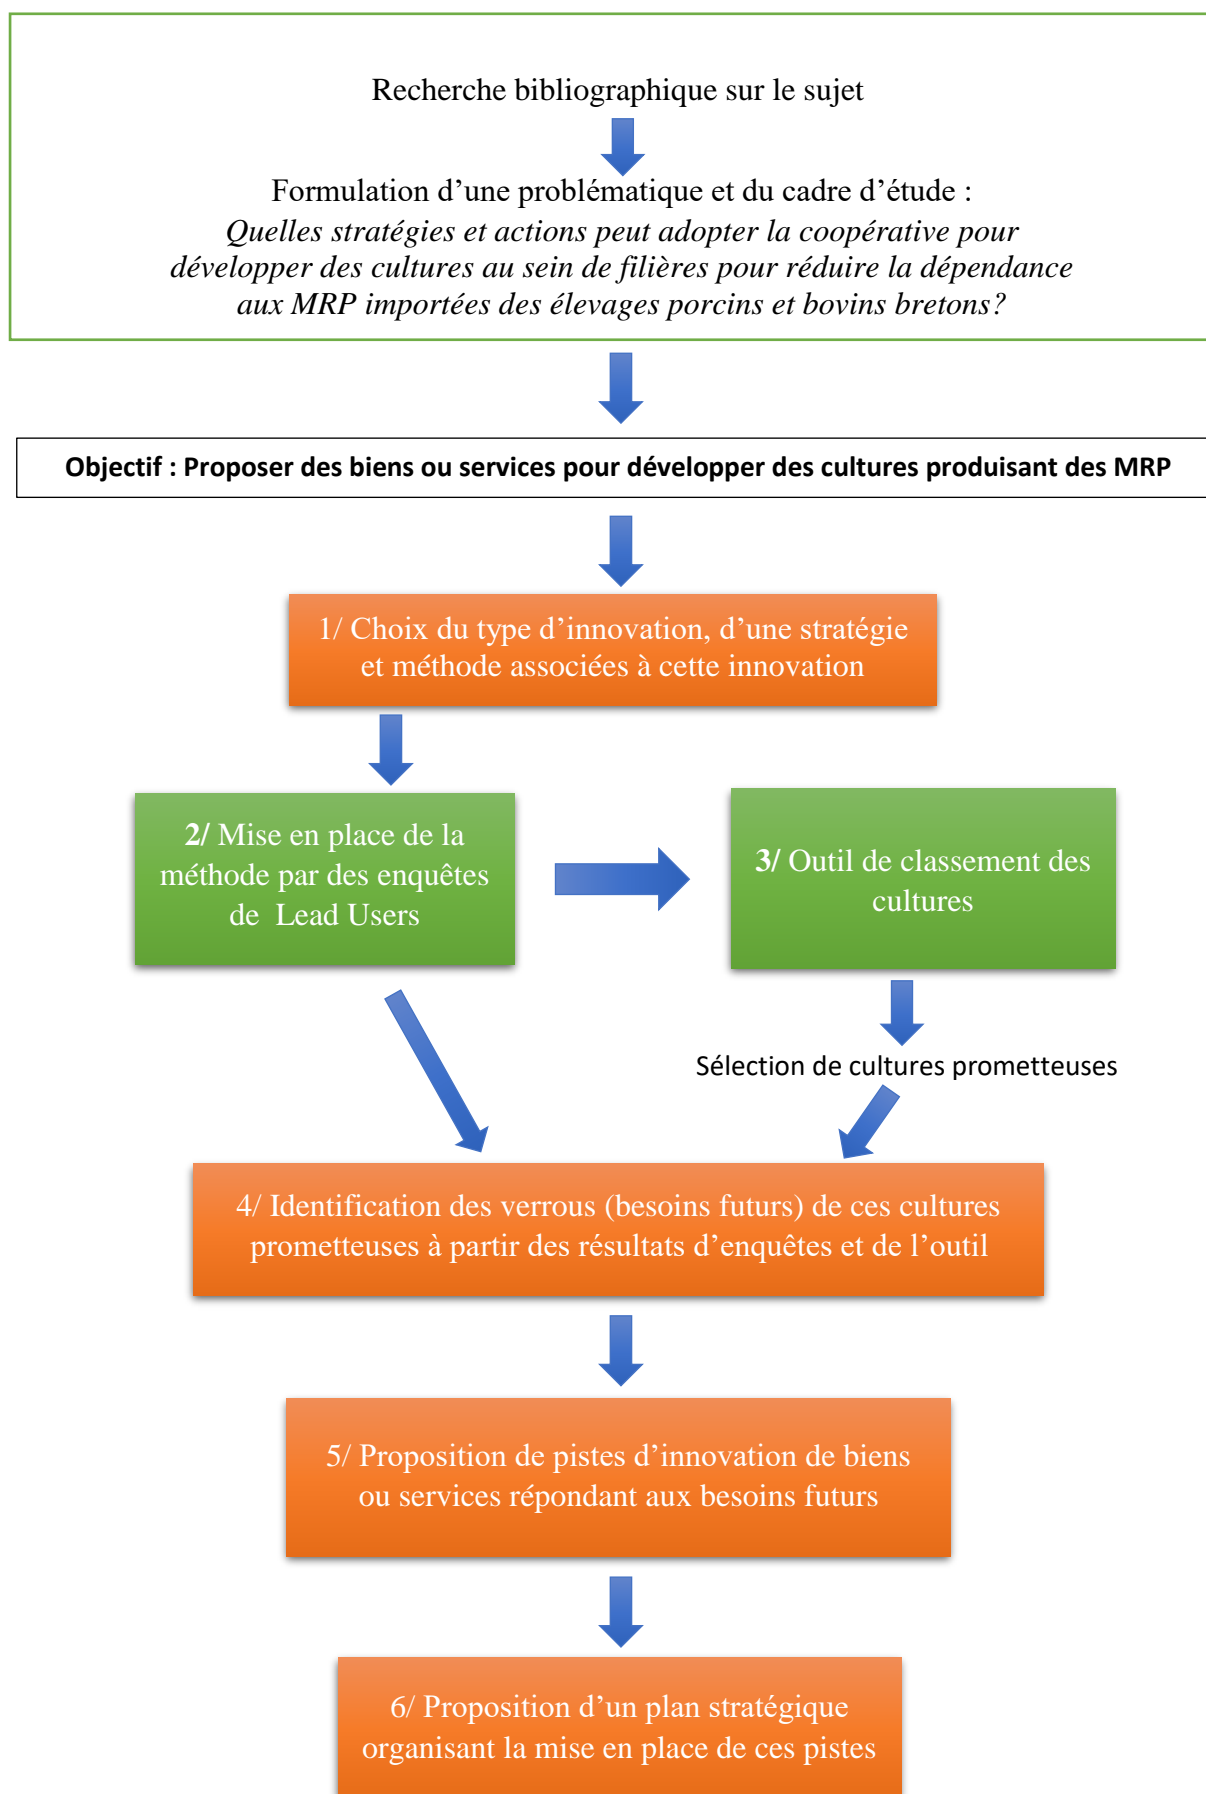 Recherche bibliographique sur le sujet
Formulation d’une problématique et du cadre d’étude :
Quelles stratégies et actions peut adopter la coopérative pour
développer des cultures au sein de filières pour réduire la dépendance
aux MRP importées des élevages porcins et bovins bretons?
Objectif : Proposer des biens ou services pour développer des cultures produisant des MRP
1/ Choix du type d’innovation, d’une stratégie
et méthode associées à cette innovation
2/ Mise en place de la
méthode par des enquêtes
de Lead Users
3/ Outil de classement des
cultures
Sélection de cultures prometteuses
4/ Identification des verrous (besoins futurs) de ces cultures
prometteuses à partir des résultats d’enquêtes et de l’outil
5/ Proposition de pistes d’innovation de biens
ou services répondant aux besoins futurs
6/ Proposition d’un plan stratégique
organisant la mise en place de ces pistes